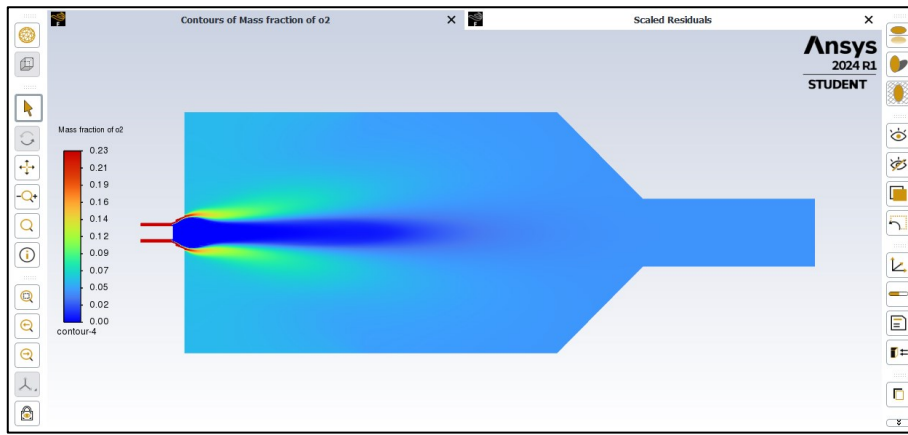 Contours of Mass fraction of o2
Scaled Residuals
Ansys
2024 R1
STUDENT
Mass fraction of o2
0.23
0.21
0.19
0.16
0.14
0.12
0.09
0.07
0.05
0.02
0.00
contour-4